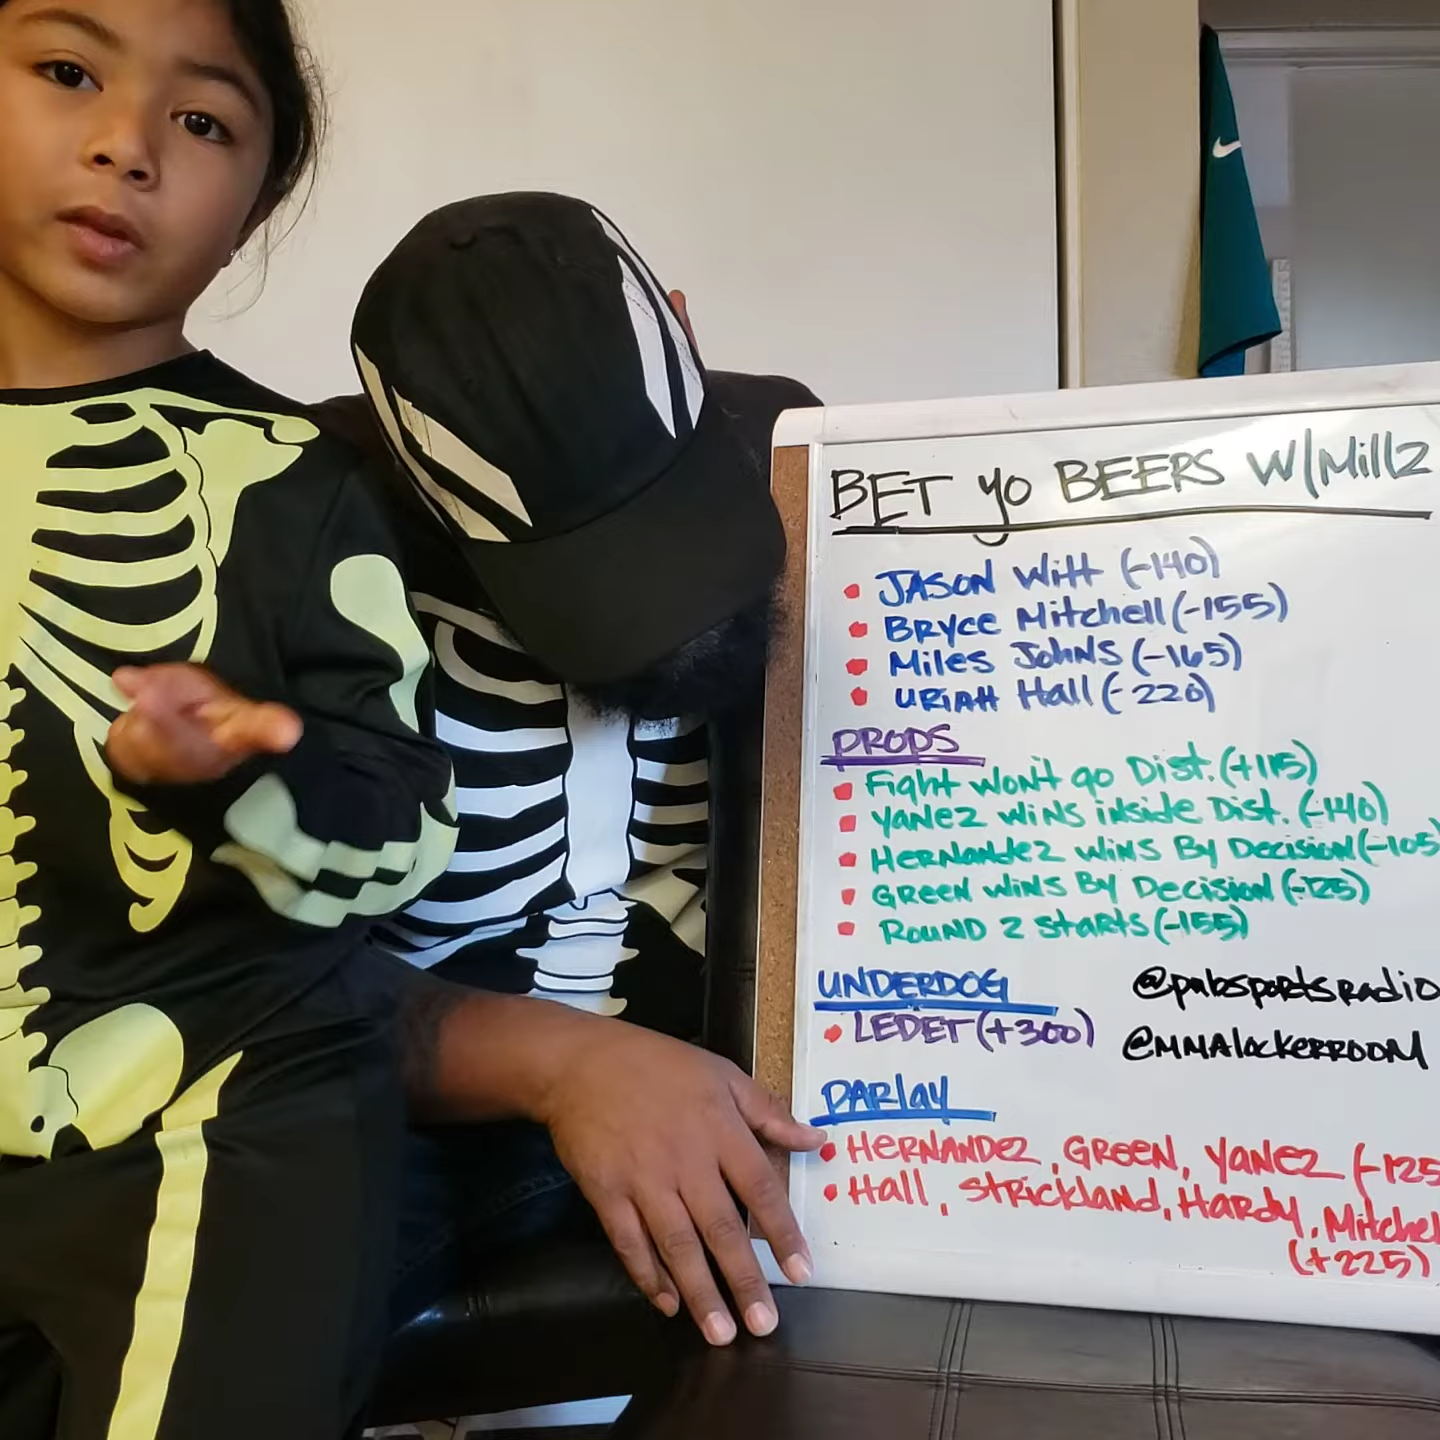 BET yo BEERS W/Millz
JASON Witt (-140)
BRYCE Mitchell (-155)
Miles Johns (-165)
URIAH Hall (-220)
PROPS
Fight won't go Dist. (+115)
YANEZ wins inside Dist. (-140)
HERNANdEZ wins By Decision (-105
GREEN wins By Decision (-125)
ROUND 2 starts (-155)
UNDERDOG
@pubsportsradio
LEDET (+300)
@MMAlockERROOM
PARlay
HERNANDEZ, GREEN, YANEZ (-125
Hall, Strickland, Hardy, Mitchel
(+225)